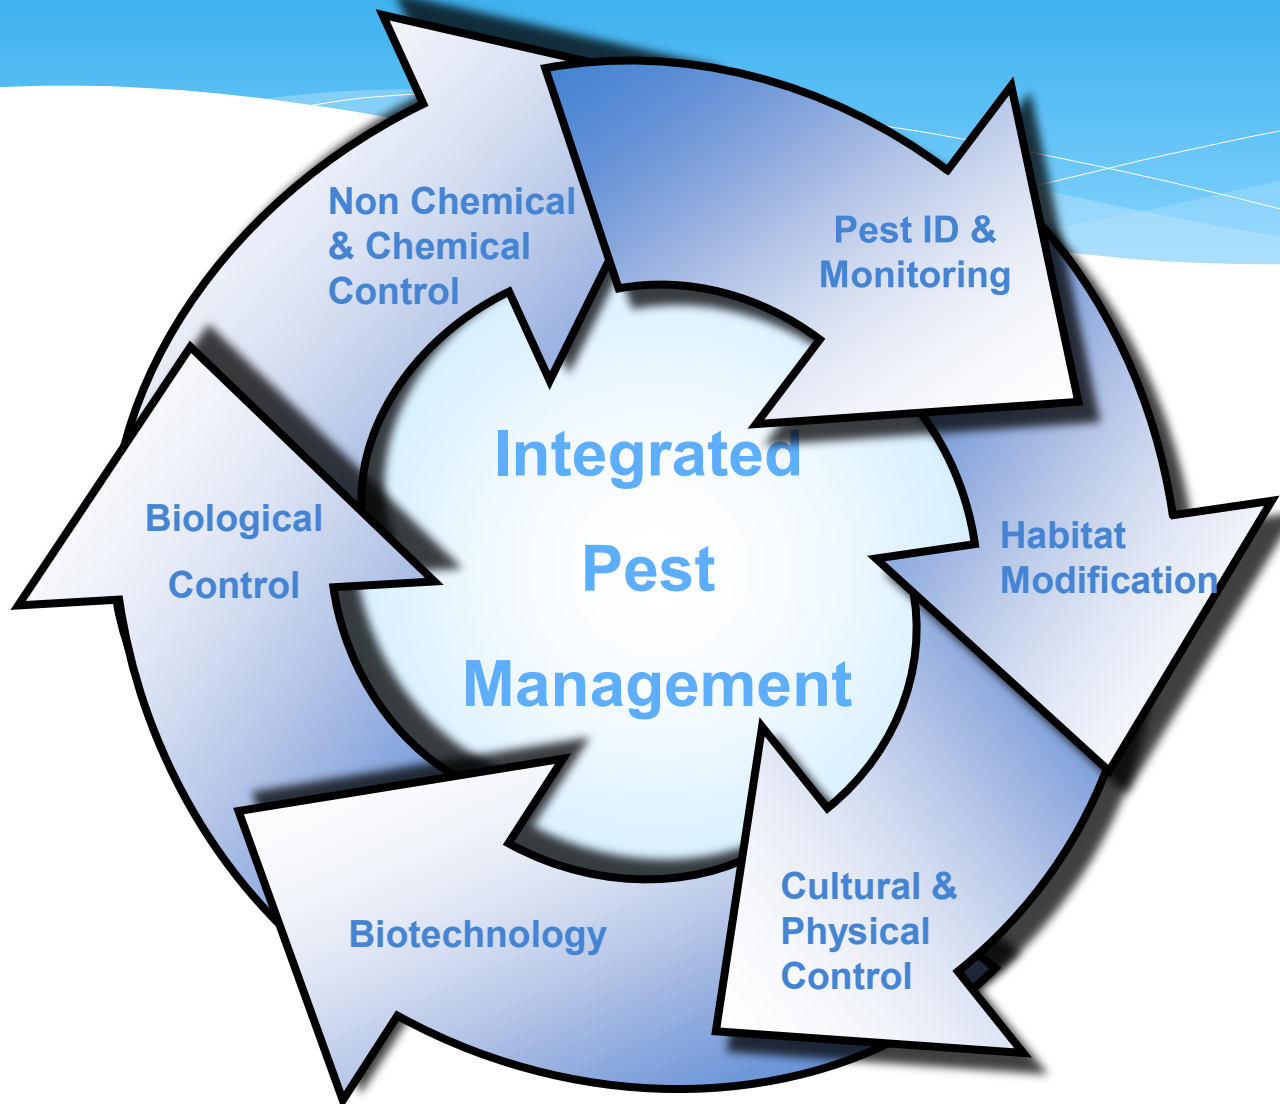 Non Chemical
& Chemical
Control
Pest ID &
Monitoring
Integrated
Pest
Management
Habitat
Modification
Biological
Control
Cultural &
Physical
Control
Biotechnology